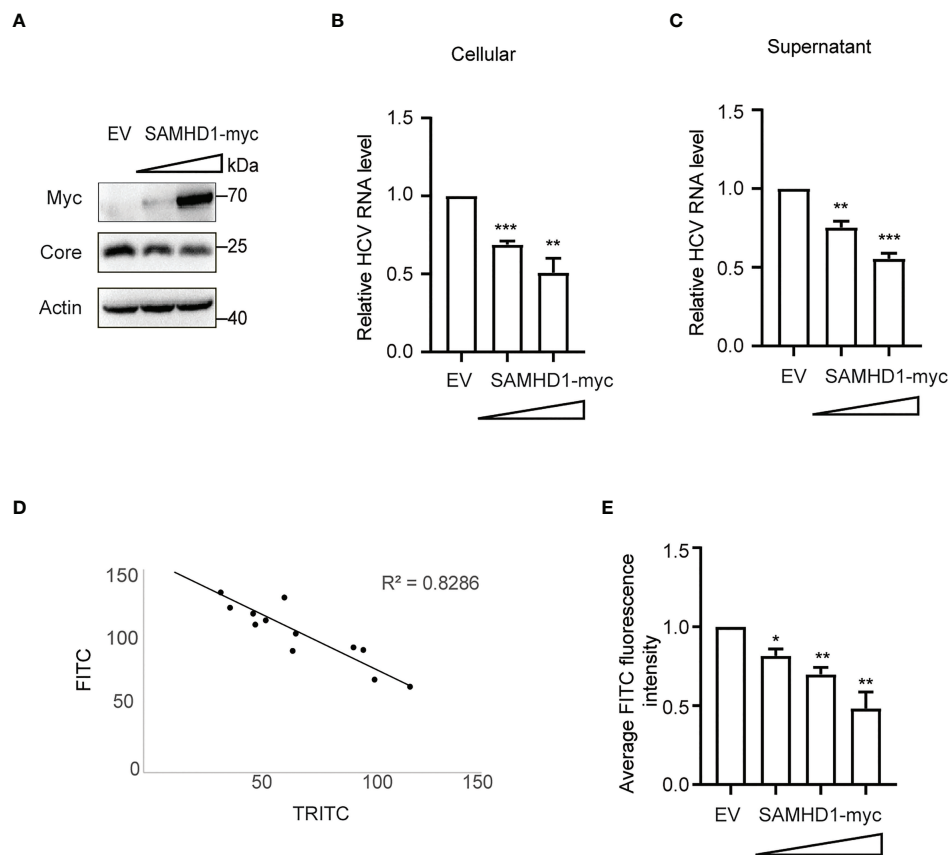 A
EV SAMHD1-myc
kDa
Myc
70
Core
25
Actin
40
B
Cellular
Relative HCV RNA level
1.5
1.0
0.5
0.0
***
**
EV SAMHD1-myc
C
Supernatant
Relative HCV RNA level
1.5
1.0
0.5
0.0
**
***
EV SAMHD1-myc
D
FITC
150
100
50
0
R² = 0.8286
50 100 150
TRITC
E
Average FITC fluorescence
intensity
1.5
1.0
0.5
0.0
*
**
**
EV SAMHD1-myc